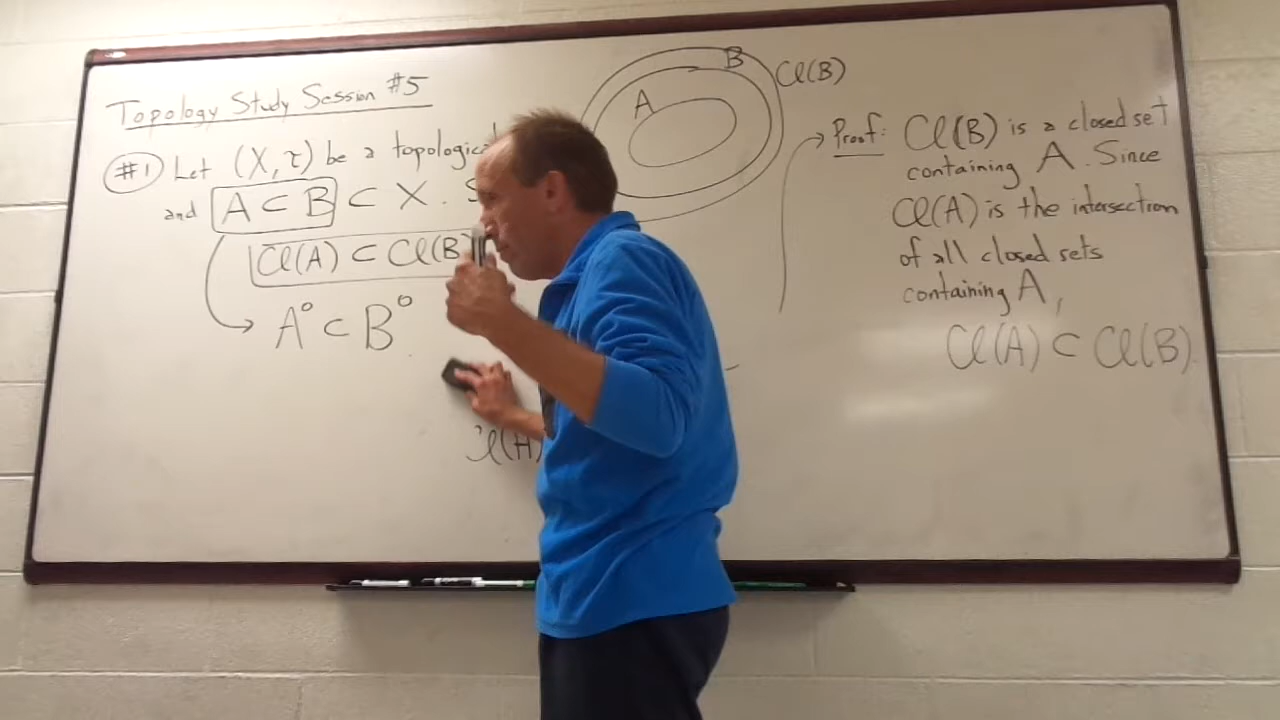 Topology Study Session #5
#1 Let (X, τ) be a
and A ⊂ B ⊂ X.
Cl(A) ⊂ Cl(B)
A° ⊂ B°.
Cl(A)
A
B
Cl(B)
Proof: Cl(B) is a closed set
containing A. Since
Cl(A) is the intersection
of all closed sets
containing A,
Cl(A) ⊂ Cl(B).